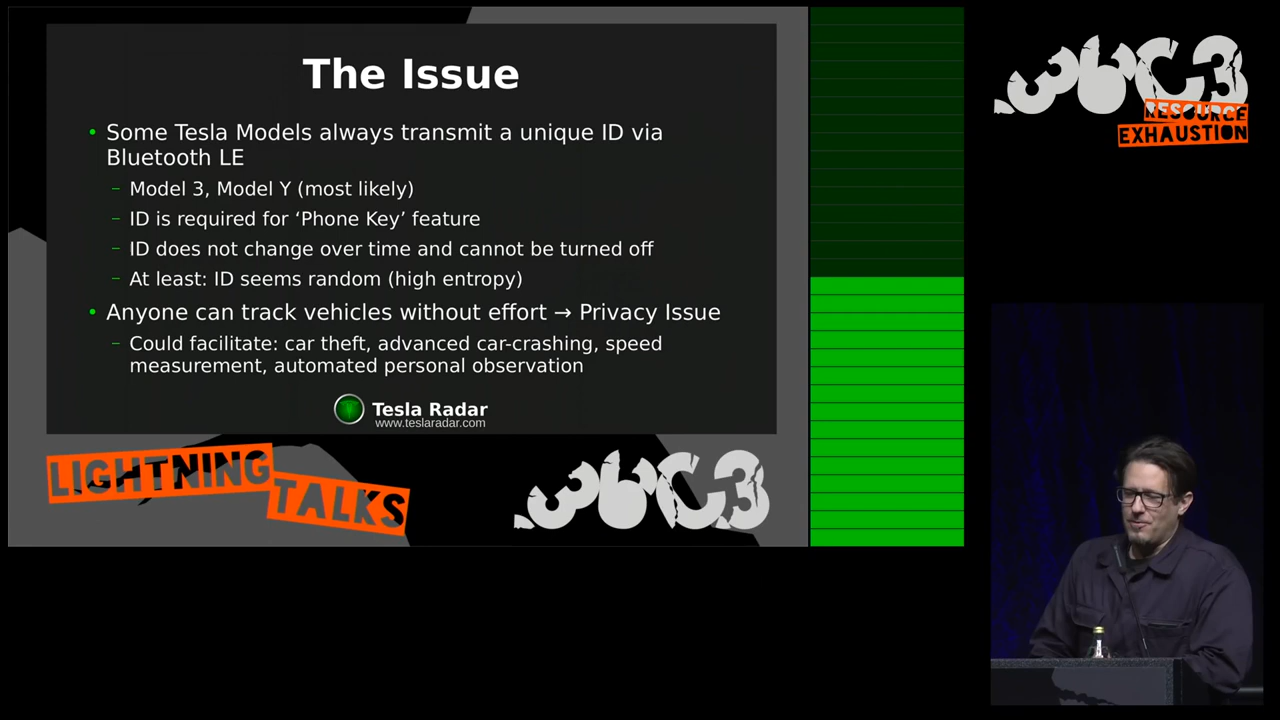 The Issue
• Some Tesla Models always transmit a unique ID via
Bluetooth LE
– Model 3, Model Y (most likely)
– ID is required for ‘Phone Key’ feature
– ID does not change over time and cannot be turned off
– At least: ID seems random (high entropy)
• Anyone can track vehicles without effort → Privacy Issue
– Could facilitate: car theft, advanced car-crashing, speed
measurement, automated personal observation
Tesla Radar
www.teslaradar.com
LIGHTNING
TALKS
36C3
36C3
RESOURCE
EXHAUSTION